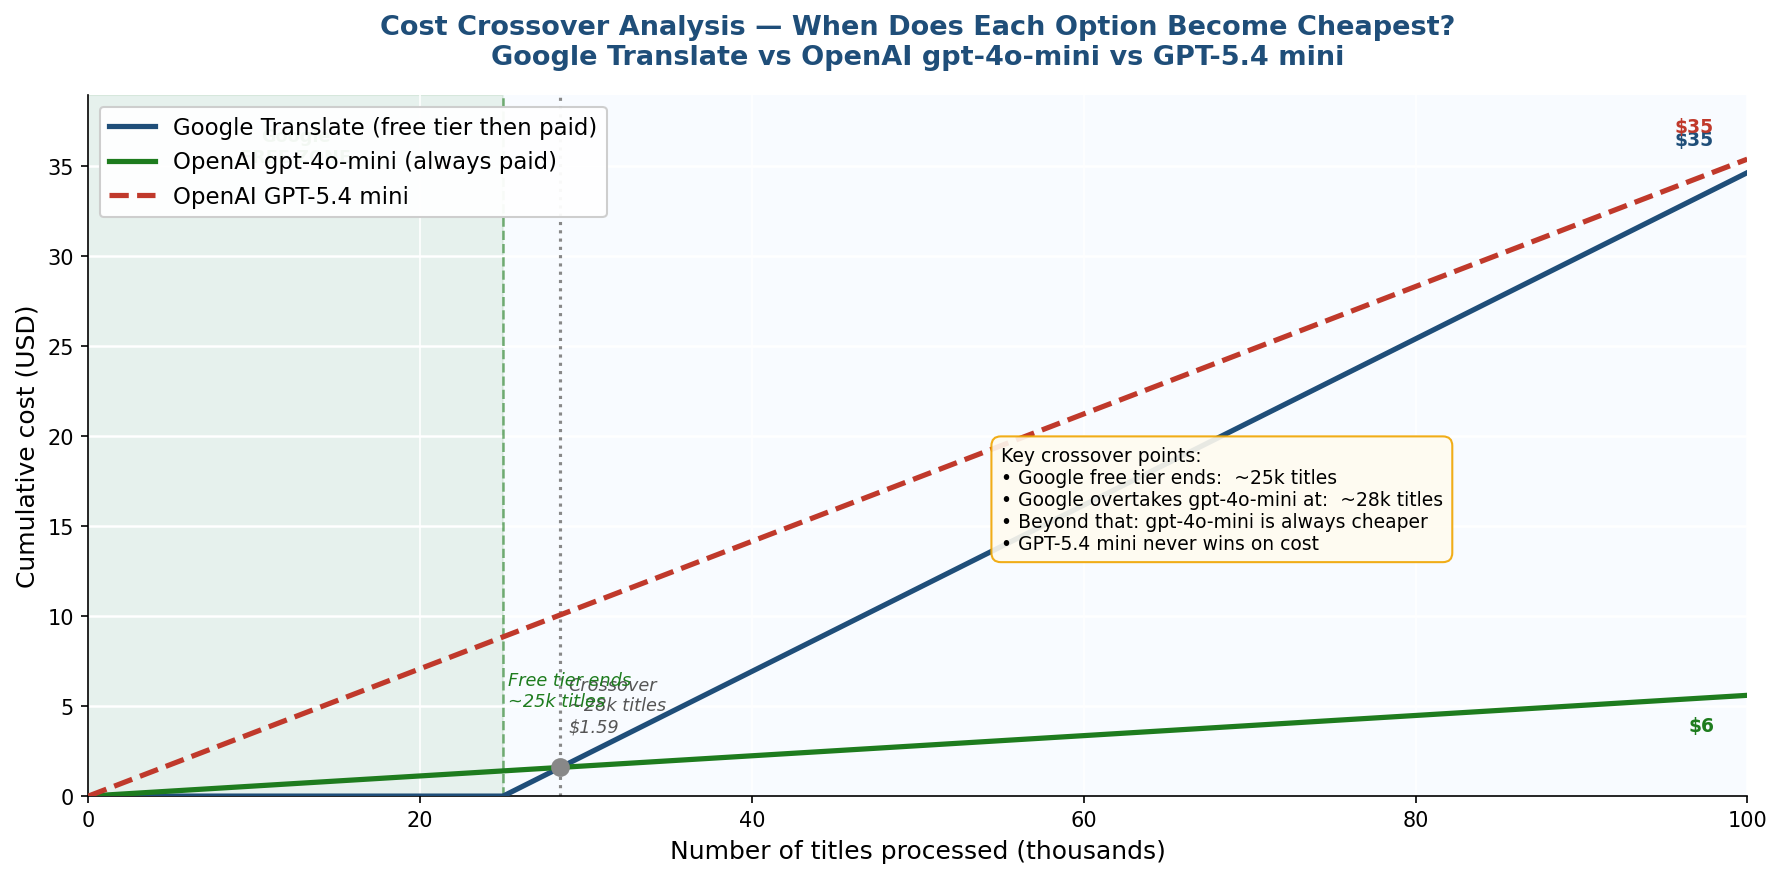 Cost Crossover Analysis — When Does Each Option Become Cheapest?
Google Translate vs OpenAI gpt-4o-mini vs GPT-5.4 mini
Google Translate (free tier then paid)
OpenAI gpt-4o-mini (always paid)
OpenAI GPT-5.4 mini
$35
$35
$6
Key crossover points:
• Google free tier ends:  ~25k titles
• Google overtakes gpt-4o-mini at:  ~28k titles
• Beyond that: gpt-4o-mini is always cheaper
• GPT-5.4 mini never wins on cost
Free tier ends
~25k titles
Crossover
~28k titles
$1.59
Cumulative cost (USD)
35
30
25
20
15
10
5
0
0
20
40
60
80
100
Number of titles processed (thousands)